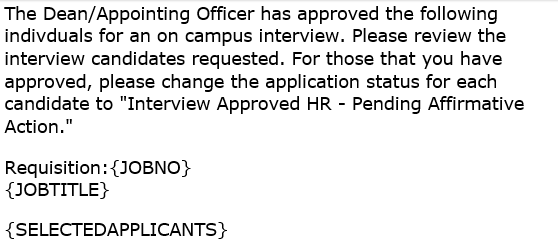 The Dean/Appointing Officer has approved the following
indivduals for an on campus interview. Please review the
interview candidates requested. For those that you have
approved, please change the application status for each
candidate to "Interview Approved HR - Pending Affirmative
Action."
Requisition:{JOBNO}
{JOBTITLE}
{SELECTEDAPPLICANTS}